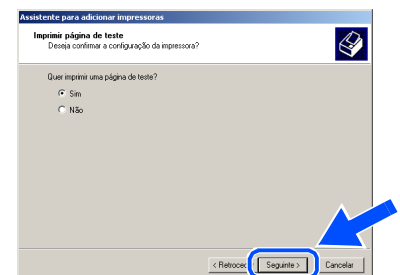 Assistente para adicionar impressoras
Imprimir página de teste
Deseja confirmar a configuração da impressora?
Quer imprimir uma página de teste?
Sim
Não
< Retroceder Seguinte > Cancelar